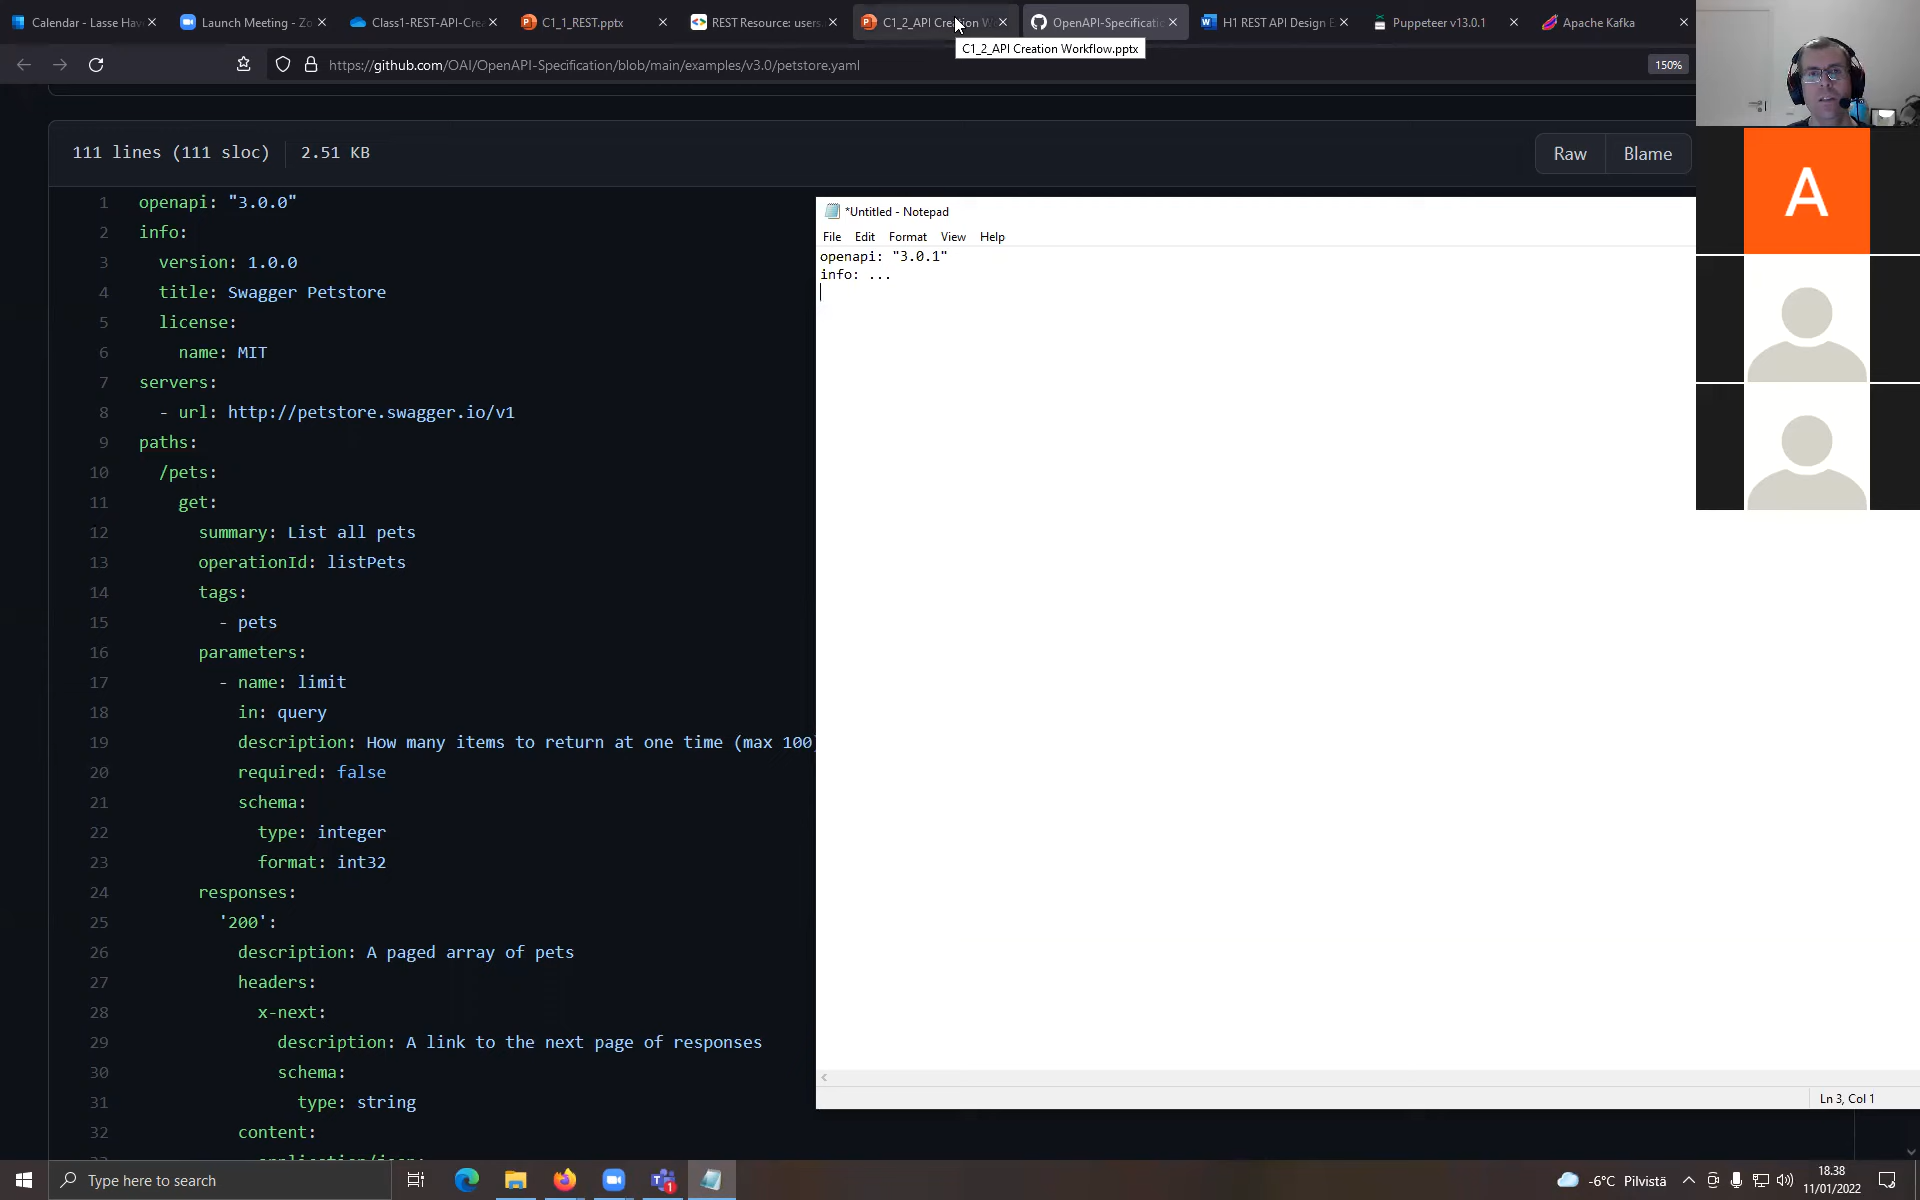 Calendar - Lasse Hav
Launch Meeting - Zo
Class1-REST-API-Crea
C1_1_REST.pptx
REST Resource: users.
C1_2_API Creation W
OpenAPI-Specificatio
H1 REST API Design E
Puppeteer v13.0.1
Apache Kafka
C1_2_API Creation Workflow.pptx
https://github.com/OAI/OpenAPI-Specification/blob/main/examples/v3.0/petstore.yaml
150%
111 lines (111 sloc)
2.51 KB
Raw
Blame
1 openapi: "3.0.0"
2 info:
3 version: 1.0.0
4 title: Swagger Petstore
5 license:
6 name: MIT
7 servers:
8 - url: http://petstore.swagger.io/v1
9 paths:
10 /pets:
11 get:
12 summary: List all pets
13 operationId: listPets
14 tags:
15 - pets
16 parameters:
17 - name: limit
18 in: query
19 description: How many items to return at one time (max 100)
20 required: false
21 schema:
22 type: integer
23 format: int32
24 responses:
25 '200':
26 description: A paged array of pets
27 headers:
28 x-next:
29 description: A link to the next page of responses
30 schema:
31 type: string
32 content:
*Untitled - Notepad
File Edit Format View Help
openapi: "3.0.1"
info: ...
Ln 3, Col 1
A
Type here to search
1
-6°C Pilvistä
18.38
11/01/2022